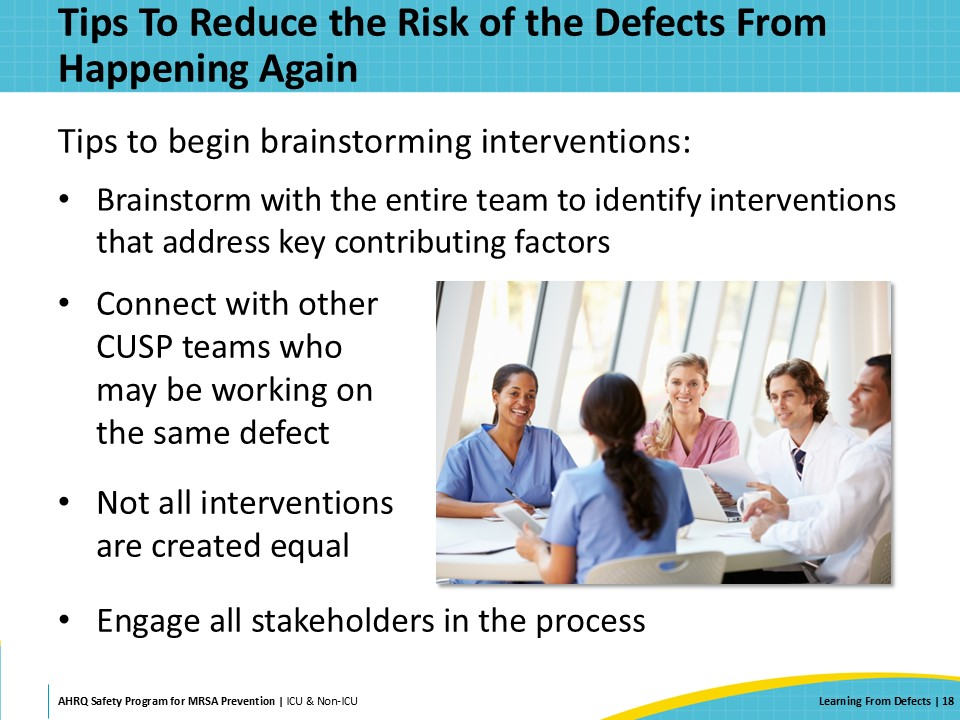 Tips To Reduce the Risk of the Defects From
Happening Again
Tips to begin brainstorming interventions:
• Brainstorm with the entire team to identify interventions
that address key contributing factors
• Connect with other
CUSP teams who
may be working on
the same defect
• Not all interventions
are created equal
• Engage all stakeholders in the process
AHRQ Safety Program for MRSA Prevention | ICU & Non-ICU
Learning From Defects | 18